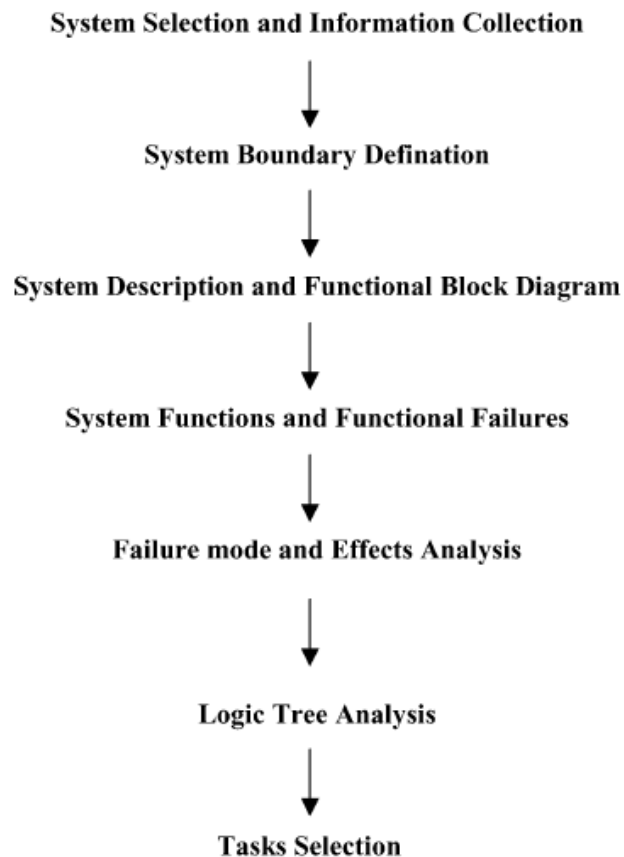 System Selection and Information Collection
System Boundary Defination
System Description and Functional Block Diagram
System Functions and Functional Failures
Failure mode and Effects Analysis
Logic Tree Analysis
Tasks Selection